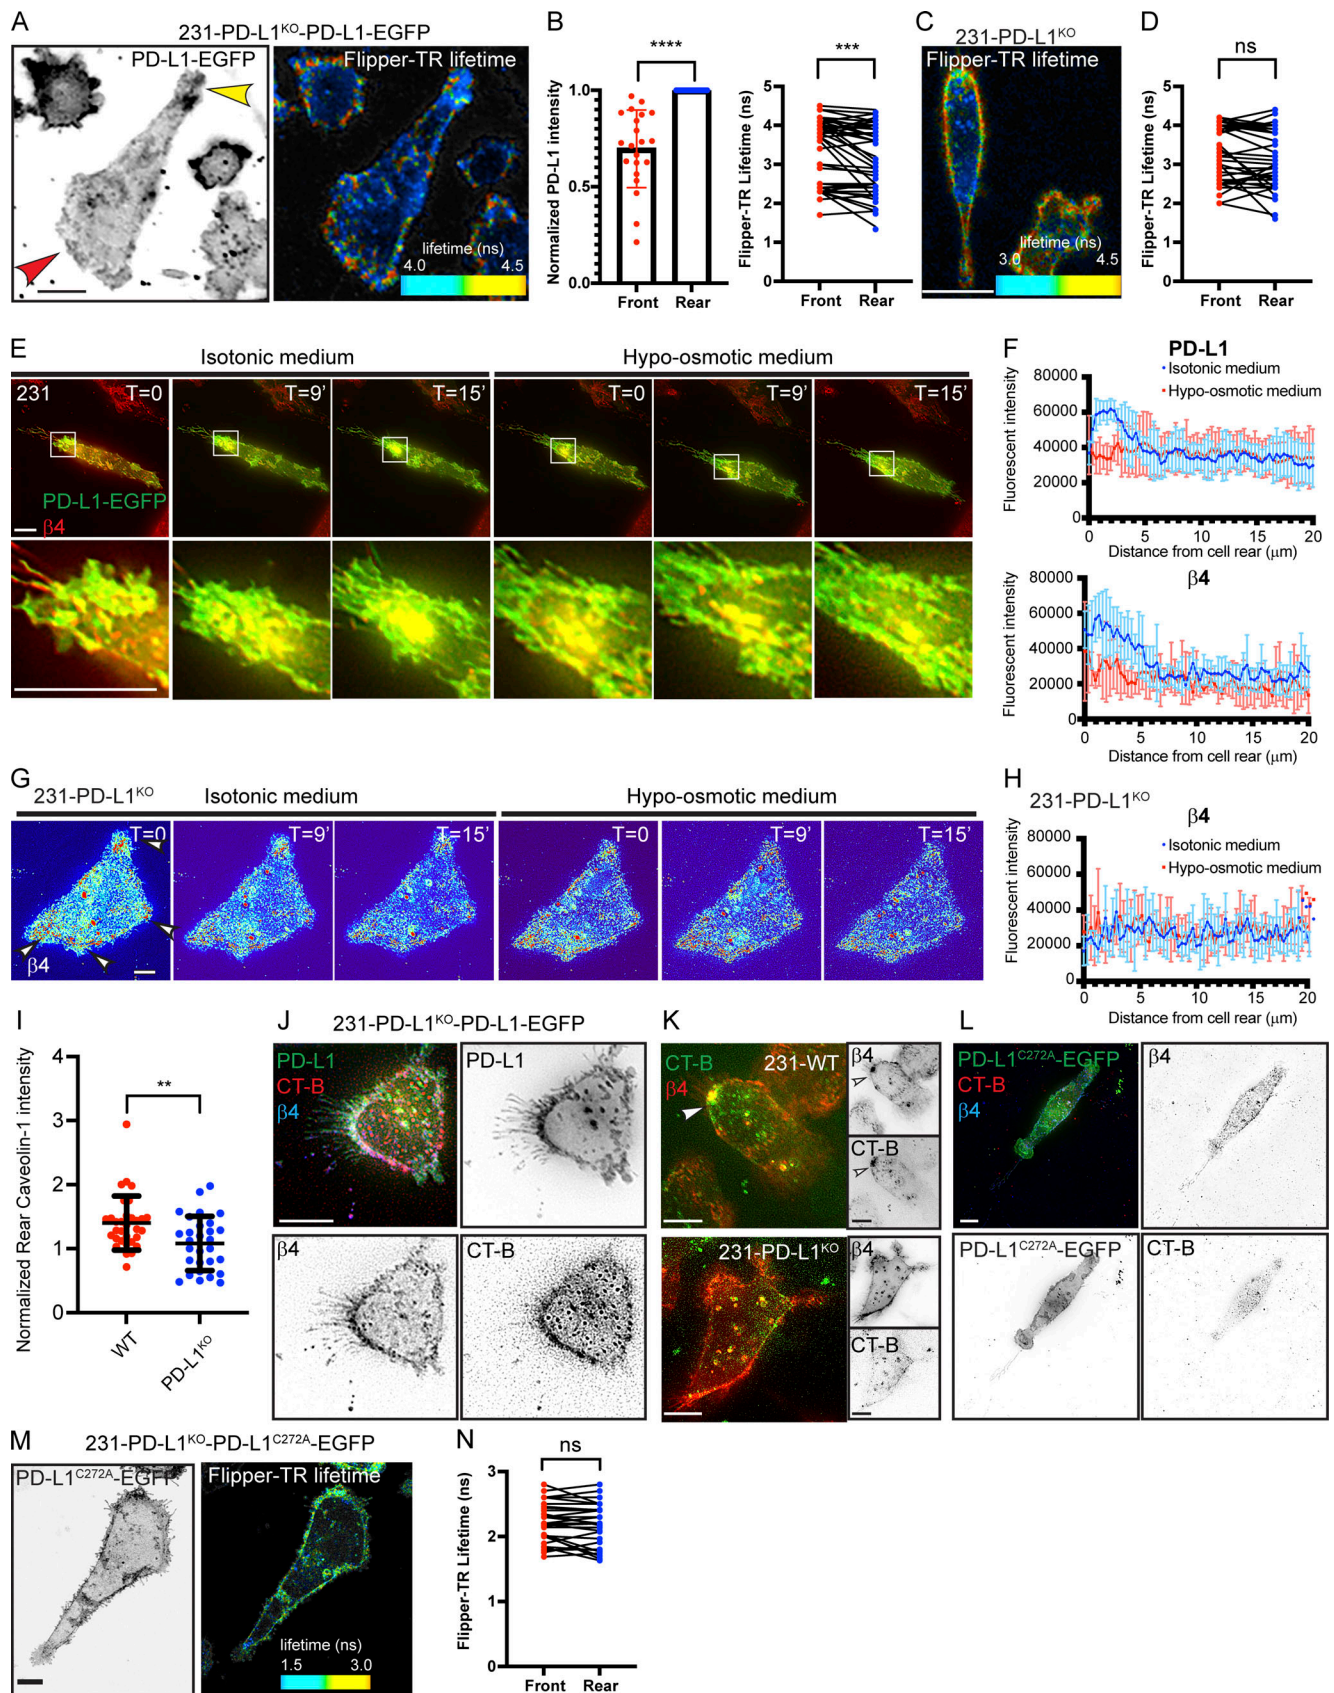 A
231-PD-L1KO-PD-L1-EGFP
PD-L1-EGFP
Flipper-TR lifetime
lifetime (ns)
4.0 4.5
B
****
Normalized PD-L1 intensity
1.0
0.5
0.0
Front Rear
***
Flipper-TR Lifetime (ns)
5
4
3
2
1
0
Front Rear
C
231-PD-L1KO
Flipper-TR lifetime
lifetime (ns)
3.0 4.5
D
ns
Flipper-TR Lifetime (ns)
5
4
3
2
1
0
Front Rear
E
Isotonic medium
Hypo-osmotic medium
231
T=0
T=9'
T=15'
T=0
T=9'
T=15'
PD-L1-EGFP
β4
F
PD-L1
Isotonic medium
Hypo-osmotic medium
Fluorescent intensity
80000
60000
40000
20000
0
0 5 10 15 20
Distance from cell rear (μm)
β4
Fluorescent intensity
80000
60000
40000
20000
0
0 5 10 15 20
Distance from cell rear (μm)
G
231-PD-L1KO
Isotonic medium
Hypo-osmotic medium
T=0
T=9'
T=15'
T=0
T=9'
T=15'
β4
H
231-PD-L1KO
β4
Isotonic medium
Hypo-osmotic medium
Fluorescent intensity
80000
60000
40000
20000
0
0 5 10 15 20
Distance from cell rear (μm)
I
Normalized Rear Caveolin-1 intensity
4
3
2
1
0
**
WT
PD-L1KO
J
231-PD-L1KO-PD-L1-EGFP
PD-L1
CT-B
β4
PD-L1
β4
CT-B
K
CT-B
β4
231-WT
β4
CT-B
231-PD-L1KO
β4
CT-B
L
PD-L1C272A-EGFP
CT-B
β4
β4
PD-L1C272A-EGFP
CT-B
M
231-PD-L1KO-PD-L1C272A-EGFP
PD-L1C272A-EGFP
Flipper-TR lifetime
lifetime (ns)
1.5 3.0
N
ns
Flipper-TR Lifetime (ns)
3
2
1
0
Front Rear